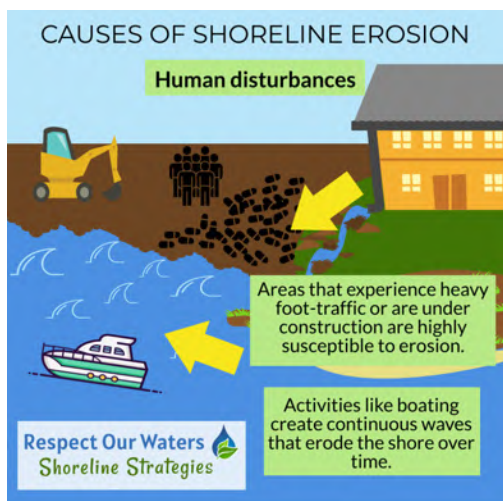 CAUSES OF SHORELINE EROSION
Human disturbances
Areas that experience heavy
foot-traffic or are under
construction are highly
susceptible to erosion.
Activities like boating
create continuous waves
that erode the shore over
time.
Respect Our Waters
Shoreline Strategies